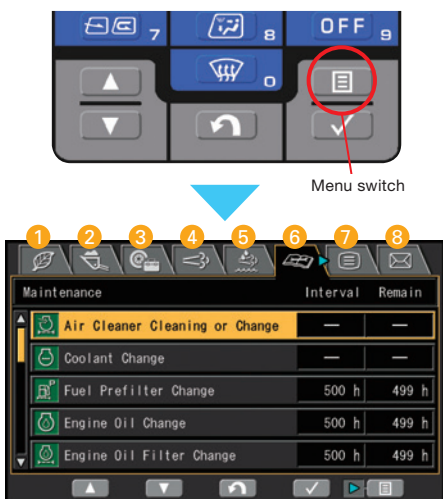 7
8
OFF 9
0
Menu switch
1 2 3 4 5 6 7 8
Maintenance Interval Remain
Air Cleaner Cleaning or Change — —
Coolant Change — —
P Fuel Prefilter Change 500 h 499 h
Engine Oil Change 500 h 499 h
Engine Oil Filter Change 499 h 500 h